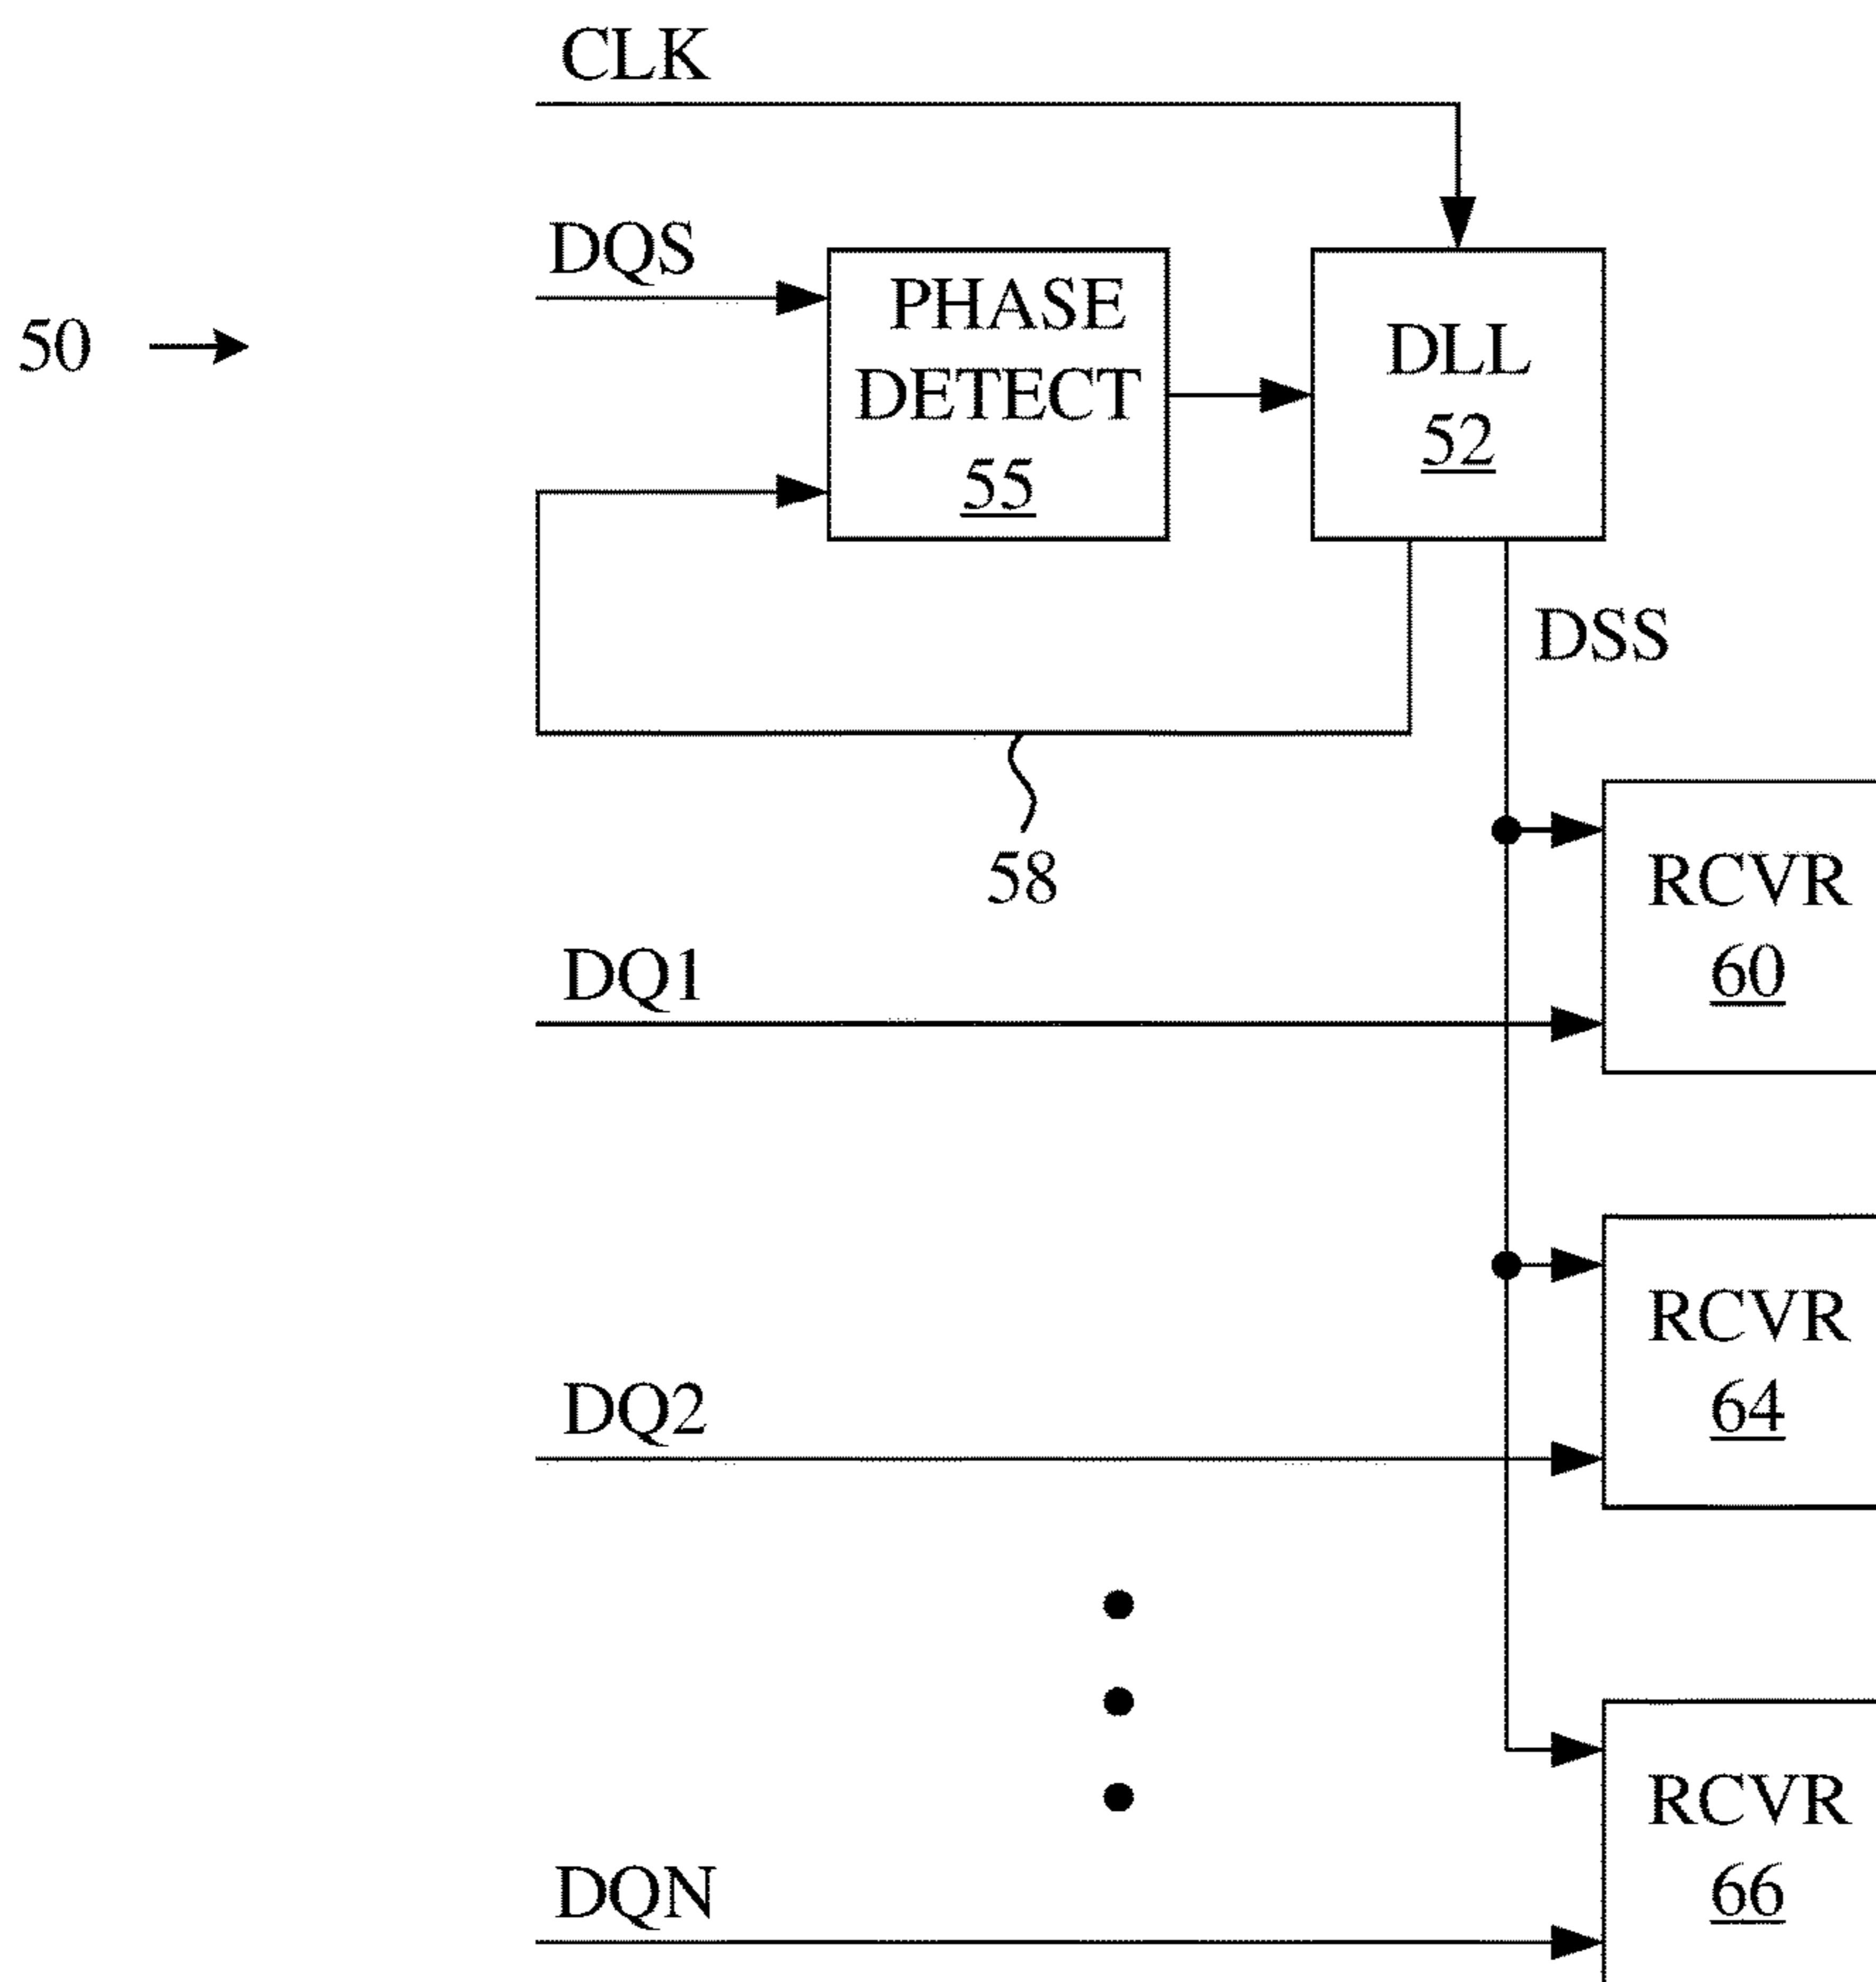 CLK
DQS
50
PHASE
DETECT
55
DLL
52
DSS
58
RCVR
60
DQ1
RCVR
64
DQ2
RCVR
66
DQN